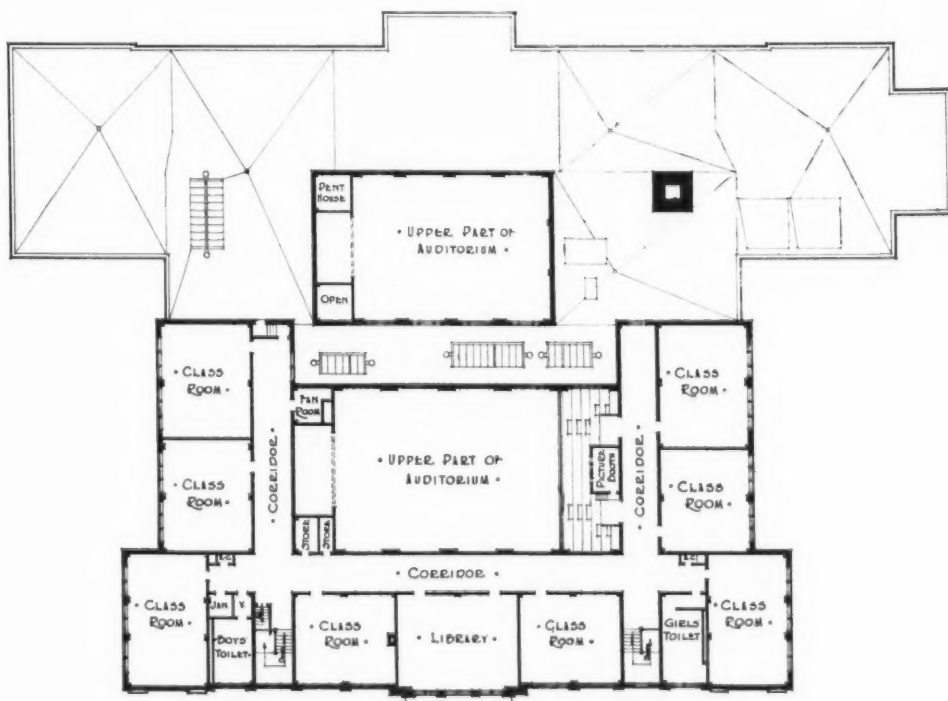 PENT
HOUSE
• UPPER PART OF
AUDITORIUM •
OPEN
• CLASS
ROOM •
• CLASS
ROOM •
FAN
ROOM
• CORRIDOR •
• UPPER PART OF
AUDITORIUM •
PICTURE
BOOTH
• CORRIDOR •
• CLASS
ROOM •
• CLASS
ROOM •
STORE
STORE
• CORRIDOR •
• CLASS
ROOM •
JAN.
V.
• BOYS
TOILET •
• CLASS
ROOM •
• LIBRARY •
• CLASS
ROOM •
GIRLS
TOILET
• CLASS
ROOM •